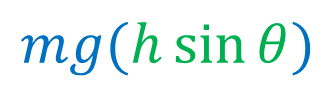 𝑚𝑔(ℎ sin 𝜃)